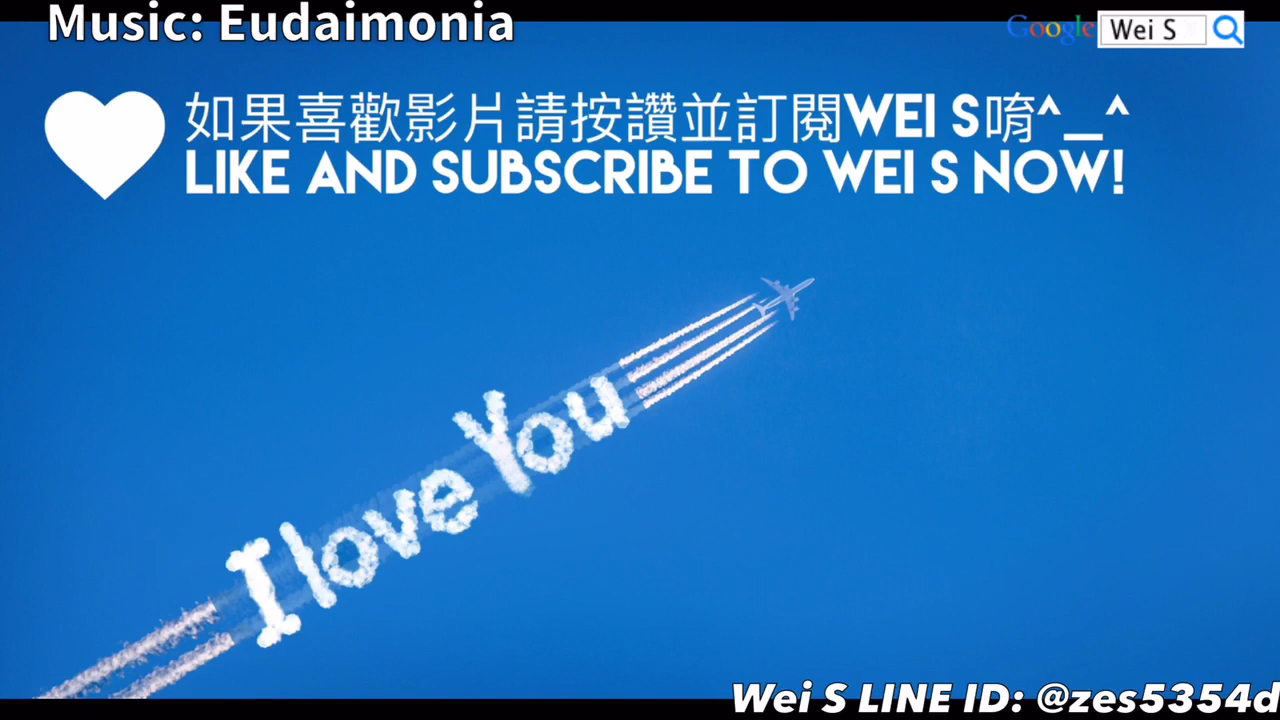 Music: Eudaimonia
Google Wei S
如果喜歡影片請按讚並訂閱WEI S唷^_^
LIKE AND SUBSCRIBE TO WEI S NOW!
I love You
Wei S LINE ID: @zes5354d